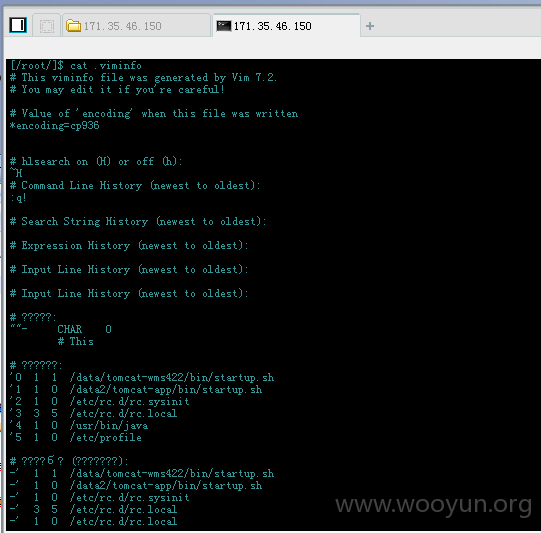 171.35.46.150
171.35.46.150
[/root/]$ cat .viminfo
# This viminfo file was generated by Vim 7.2.
# You may edit it if you're careful!
# Value of 'encoding' when this file was written
*encoding=cp936
# hlsearch on (H) or off (h):
~H
# Command Line History (newest to oldest):
:q!
# Search String History (newest to oldest):
# Expression History (newest to oldest):
# Input Line History (newest to oldest):
# Input Line History (newest to oldest):
# ?????:
""- CHAR 0
# This
# ??????:
'0 1 1 /data/tomcat-wms422/bin/startup.sh
'1 1 0 /data2/tomcat-app/bin/startup.sh
'2 1 0 /etc/rc.d/rc.sysinit
'3 3 5 /etc/rc.d/rc.local
'4 1 0 /usr/bin/java
'5 1 0 /etc/profile
-' 1 1 /data/tomcat-wms422/bin/startup.sh
-' 1 0 /data2/tomcat-app/bin/startup.sh
-' 1 0 /etc/rc.d/rc.sysinit
-' 3 5 /etc/rc.d/rc.local
-' 1 0 /etc/rc.d/rc.local
www.wooyun.org